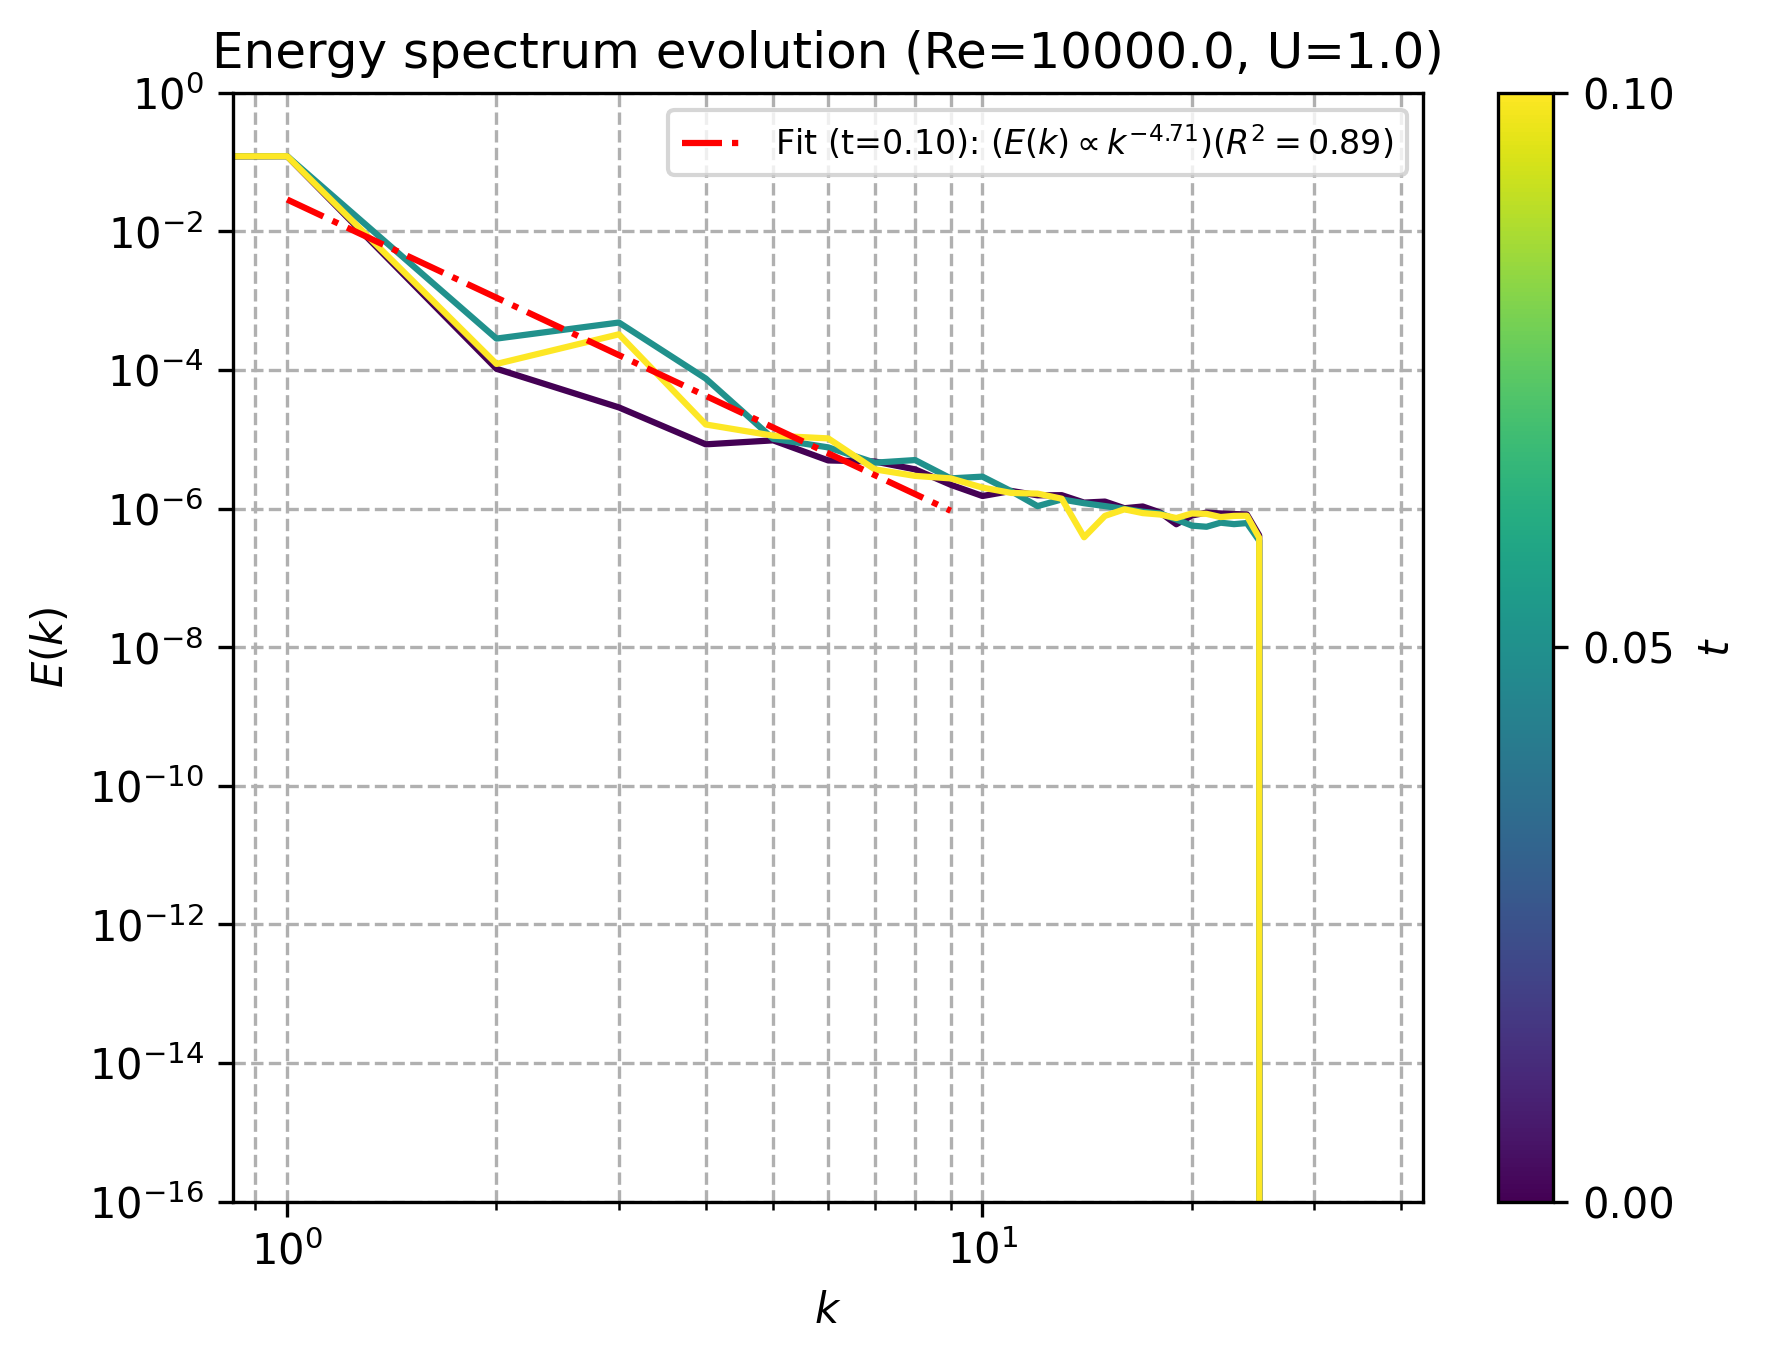 Energy spectrum evolution (Re=10000.0, U=1.0)
Fit (t=0.10): (E(k) ∝ k^{-4.71})(R^2 = 0.89)
10^0
10^{-2}
10^{-4}
10^{-6}
10^{-8}
10^{-10}
10^{-12}
10^{-14}
10^{-16}
E(k)
10^0
10^1
k
0.10
0.05
0.00
t